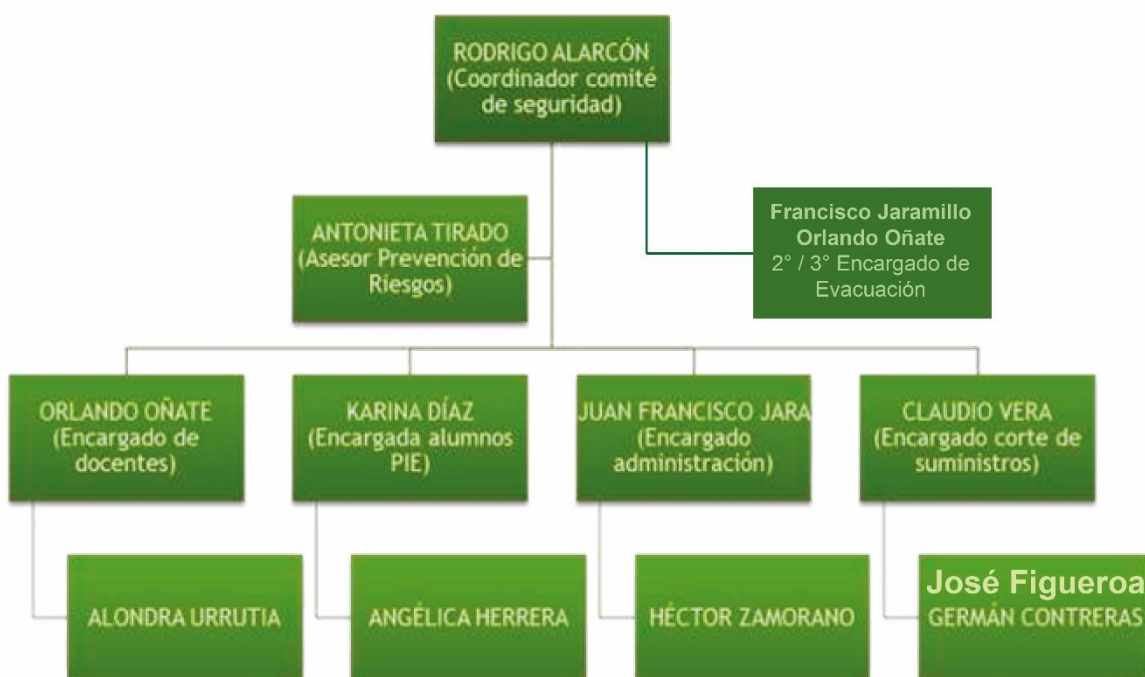 RODRIGO ALARCÓN
(Coordinador comité
de seguridad)
ANTONIETA TIRADO
(Asesor Prevención de
Riesgos)
Francisco Jaramillo
Orlando Oñate
2° / 3° Encargado de
Evacuación
ORLANDO OÑATE
(Encargado de
docentes)
KARINA DÍAZ
(Encargada alumnos
PIE)
JUAN FRANCISCO JARA
(Encargado
administración)
CLAUDIO VERA
(Encargado corte de
suministros)
ALONDRA URRUTIA
ANGÉLICA HERRERA
HÉCTOR ZAMORANO
José Figueroa
GERMÁN CONTRERAS